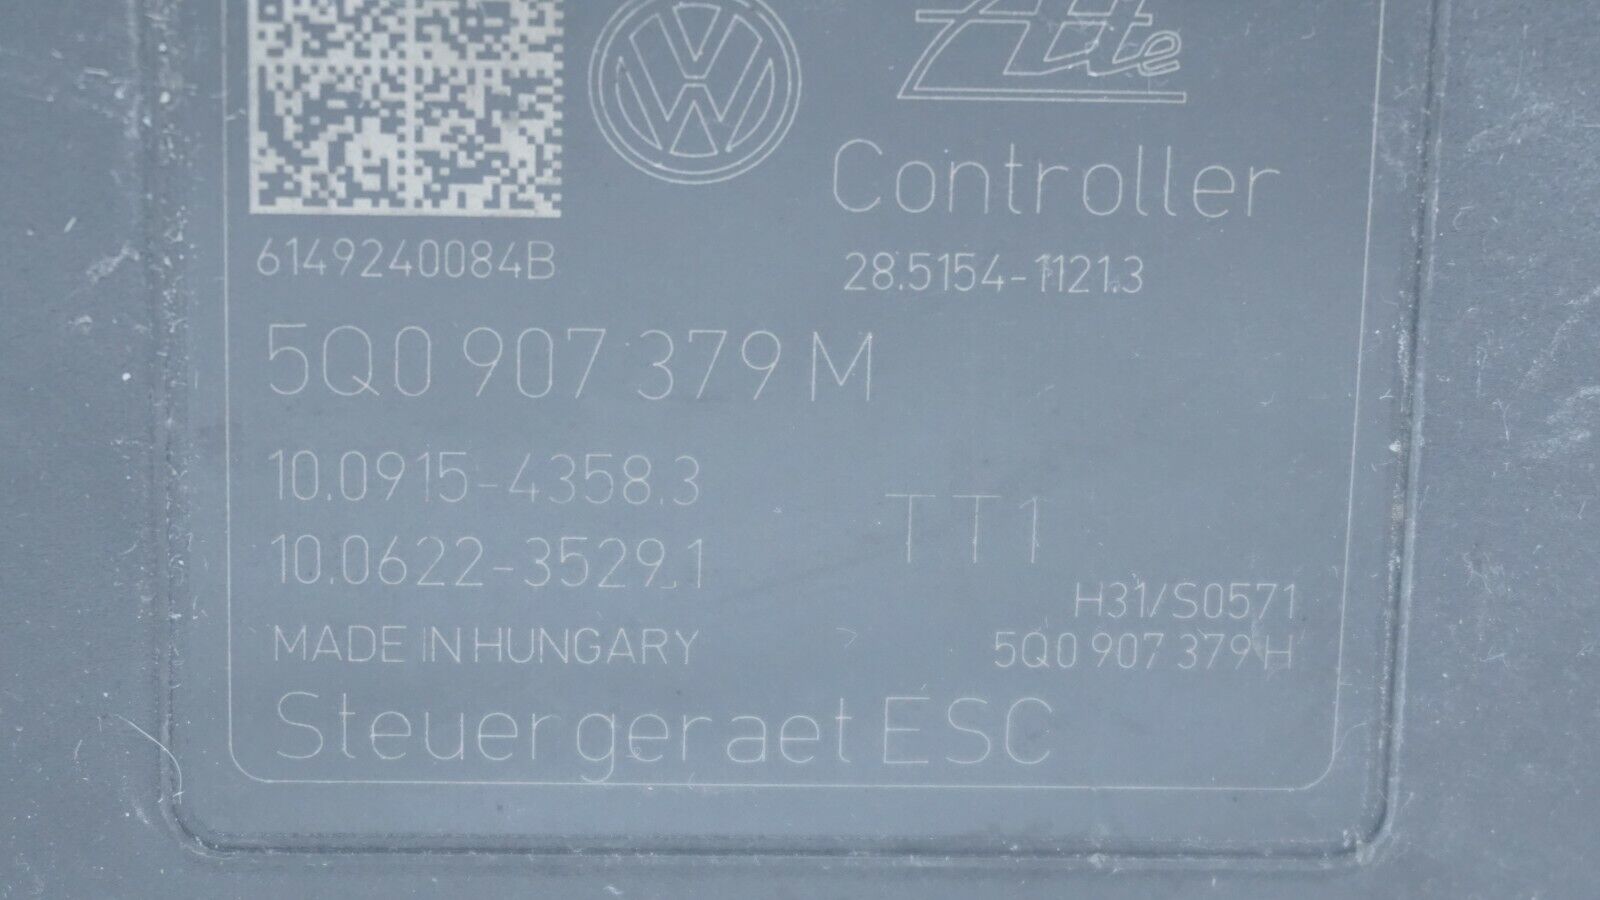 Ate
Controller
6149240084B
28.5154-1121.3
5Q0 907 379 M
10.0915-4358.3
10.0622-3529.1
TT1
H31/S0571
MADE IN HUNGARY
5Q0 907 379 H
Steuergeraet ESC